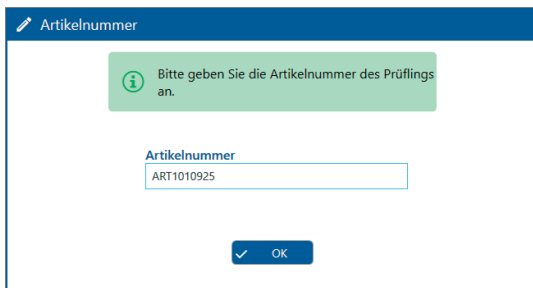 Artikelnummer
Bitte geben Sie die Artikelnummer des Prüflings
an.
Artikelnummer
ART1010925
OK